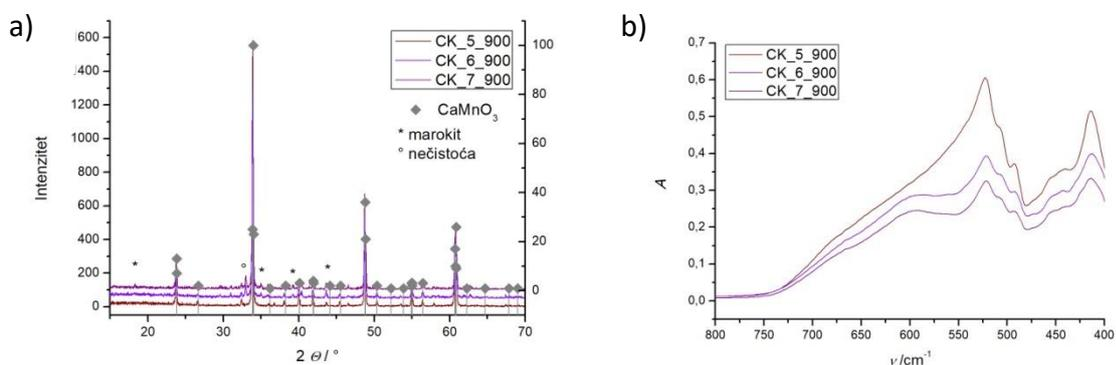 a)
Intenzitet
1600
1400
1200
1000
800
600
400
200
0
20
30
40
50
60
70
2 Θ / °
100
80
60
40
20
0
CK_5_900
CK_6_900
CK_7_900
CaMnO3
* marokit
° nečistoća
b)
A
0,7
0,6
0,5
0,4
0,3
0,2
0,1
0,0
800
750
700
650
600
550
500
450
400
ν /cm-1
CK_5_900
CK_6_900
CK_7_900